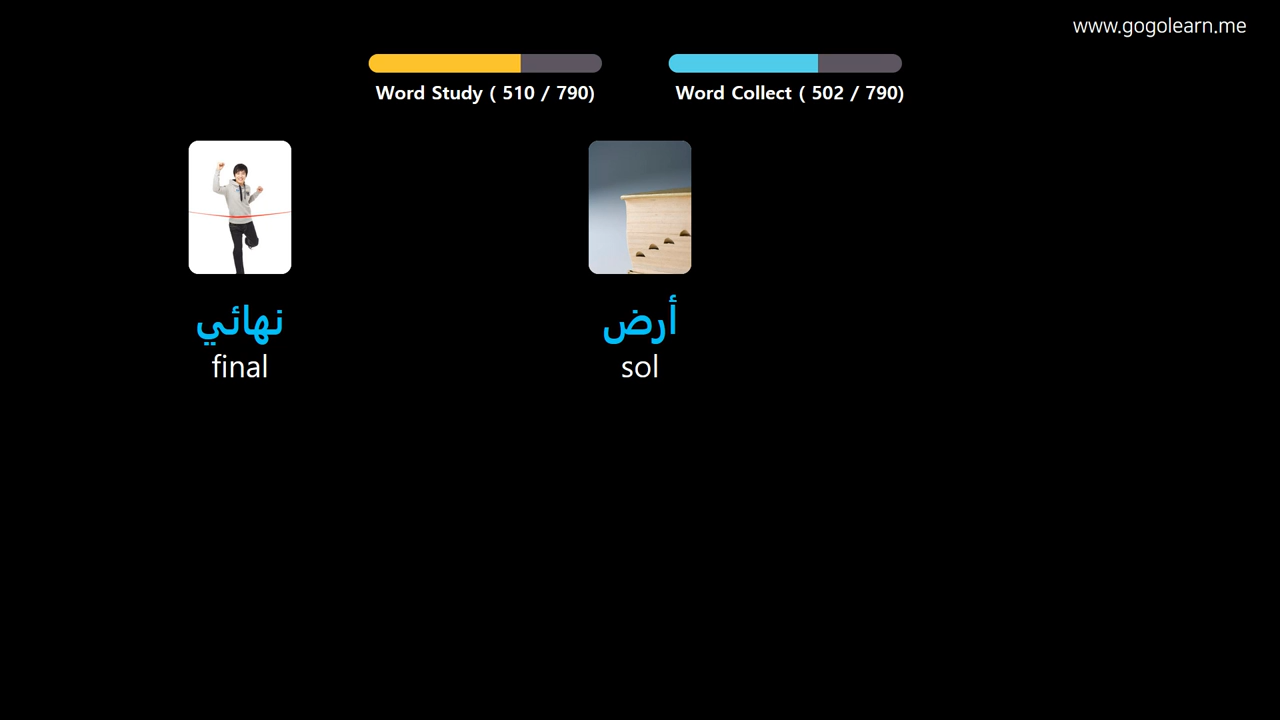 www.gogolearn.me
Word Study ( 510 / 790)
Word Collect ( 502 / 790)
نهائي
final
أرض
sol